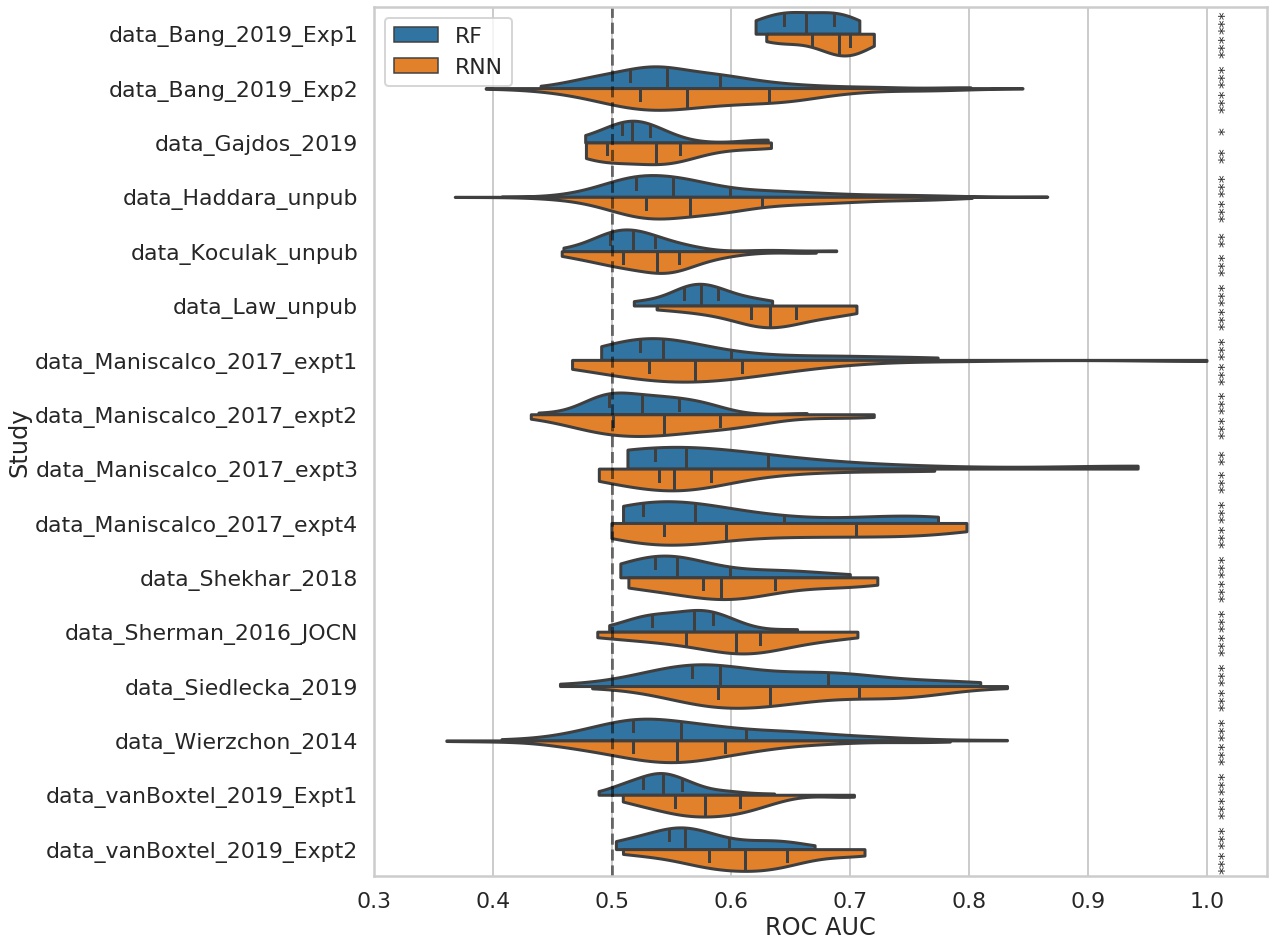 data_Bang_2019_Exp1
data_Bang_2019_Exp2
data_Gajdos_2019
data_Haddara_unpub
data_Koculak_unpub
data_Law_unpub
data_Maniscalco_2017_expt1
data_Maniscalco_2017_expt2
data_Maniscalco_2017_expt3
data_Maniscalco_2017_expt4
data_Shekhar_2018
data_Sherman_2016_JOCN
data_Siedlecka_2019
data_Wierzchon_2014
data_vanBoxtel_2019_Expt1
data_vanBoxtel_2019_Expt2
Study
RF
RNN
0.3 0.4 0.5 0.6 0.7 0.8 0.9 1.0
ROC AUC